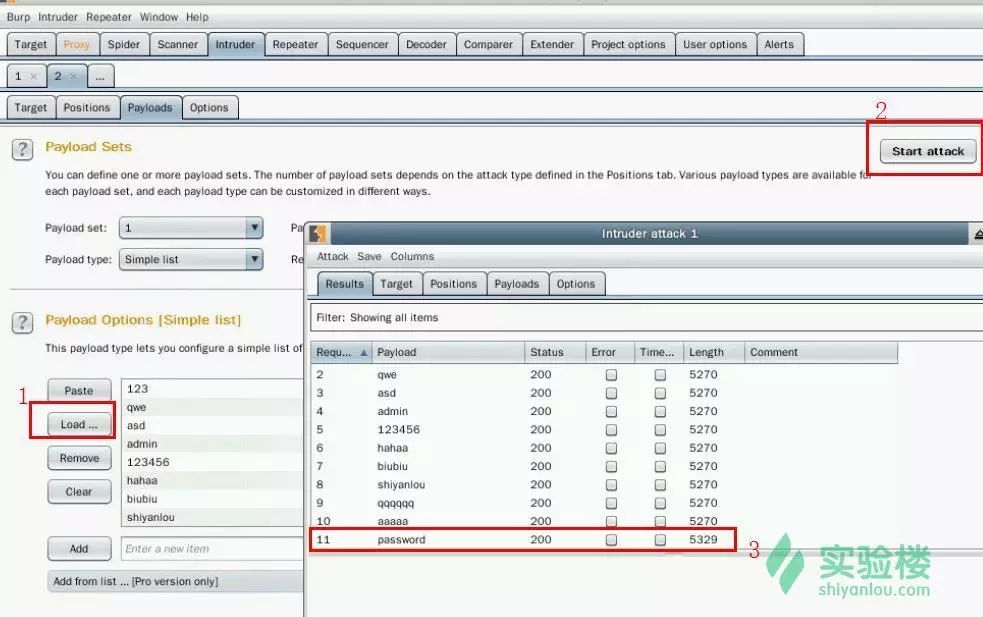 Burp Intruder Repeater Window Help
Target Proxy Spider Scanner Intruder Repeater Sequencer Decoder Comparer Extender Project options User options Alerts
1 × 2 × ...
Target Positions Payloads Options
2
? Payload Sets
Start attack
You can define one or more payload sets. The number of payload sets depends on the attack type defined in the Positions tab. Various payload types are available for
each payload set, and each payload type can be customized in different ways.
Payload set: 1
Payload type: Simple list
Intruder attack 1
Attack Save Columns
Results Target Positions Payloads Options
Filter: Showing all items
Requ... Payload Status Error Time... Length Comment
2 qwe 200 5270
3 asd 200 5270
4 admin 200 5270
5 123456 200 5270
6 hahaa 200 5270
7 biubiu 200 5270
8 shiyanlou 200 5270
9 qqqqqq 200 5270
10 aaaaa 200 5270
11 password 200 5329
3
? Payload Options [Simple list]
This payload type lets you configure a simple list of
1
Paste
Load ...
Remove
Clear
123
qwe
asd
admin
123456
hahaa
biubiu
shiyanlou
Add Enter a new item
Add from list ... [Pro version only]
实验楼
shiyanlou.com